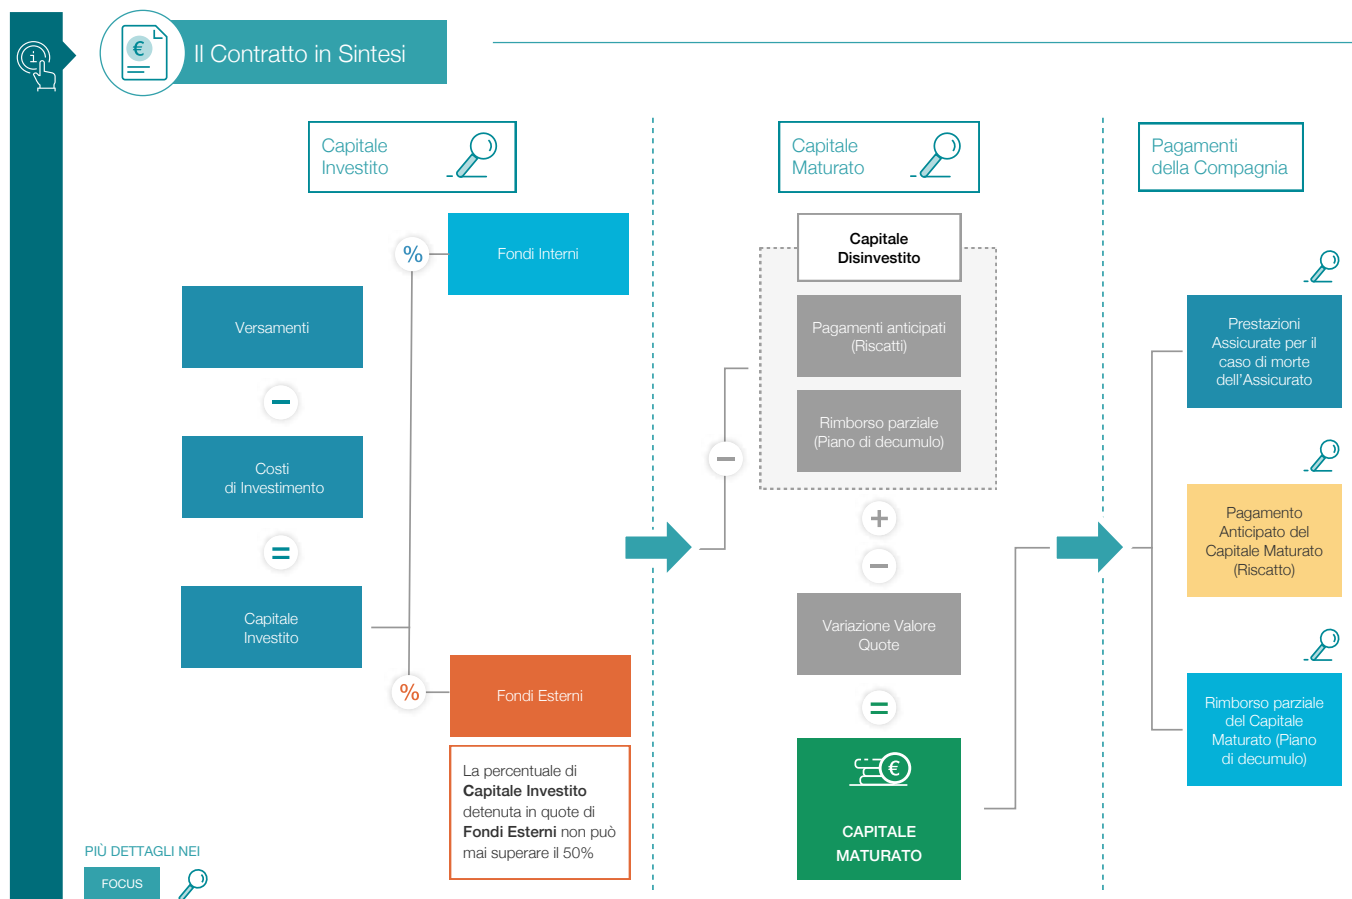 Il Contratto in Sintesi
Capitale
Investito
Capitale
Maturato
Pagamenti
della Compagnia
%
Fondi Interni
Versamenti
−
Costi
di Investimento
=
Capitale
Investito
%
Fondi Esterni
La percentuale di
Capitale Investito
detenuta in quote di
Fondi Esterni non può
mai superare il 50%
Capitale
Disinvestito
Pagamenti anticipati
(Riscatti)
Rimborso parziale
(Piano di decumulo)
−
+
−
Variazione Valore
Quote
=
€
CAPITALE
MATURATO
Prestazioni
Assicurate per il
caso di morte
dell'Assicurato
Pagamento
Anticipato del
Capitale Maturato
(Riscatto)
Rimborso parziale
del Capitale
Maturato (Piano
di decumulo)
PIÙ DETTAGLI NEI
FOCUS